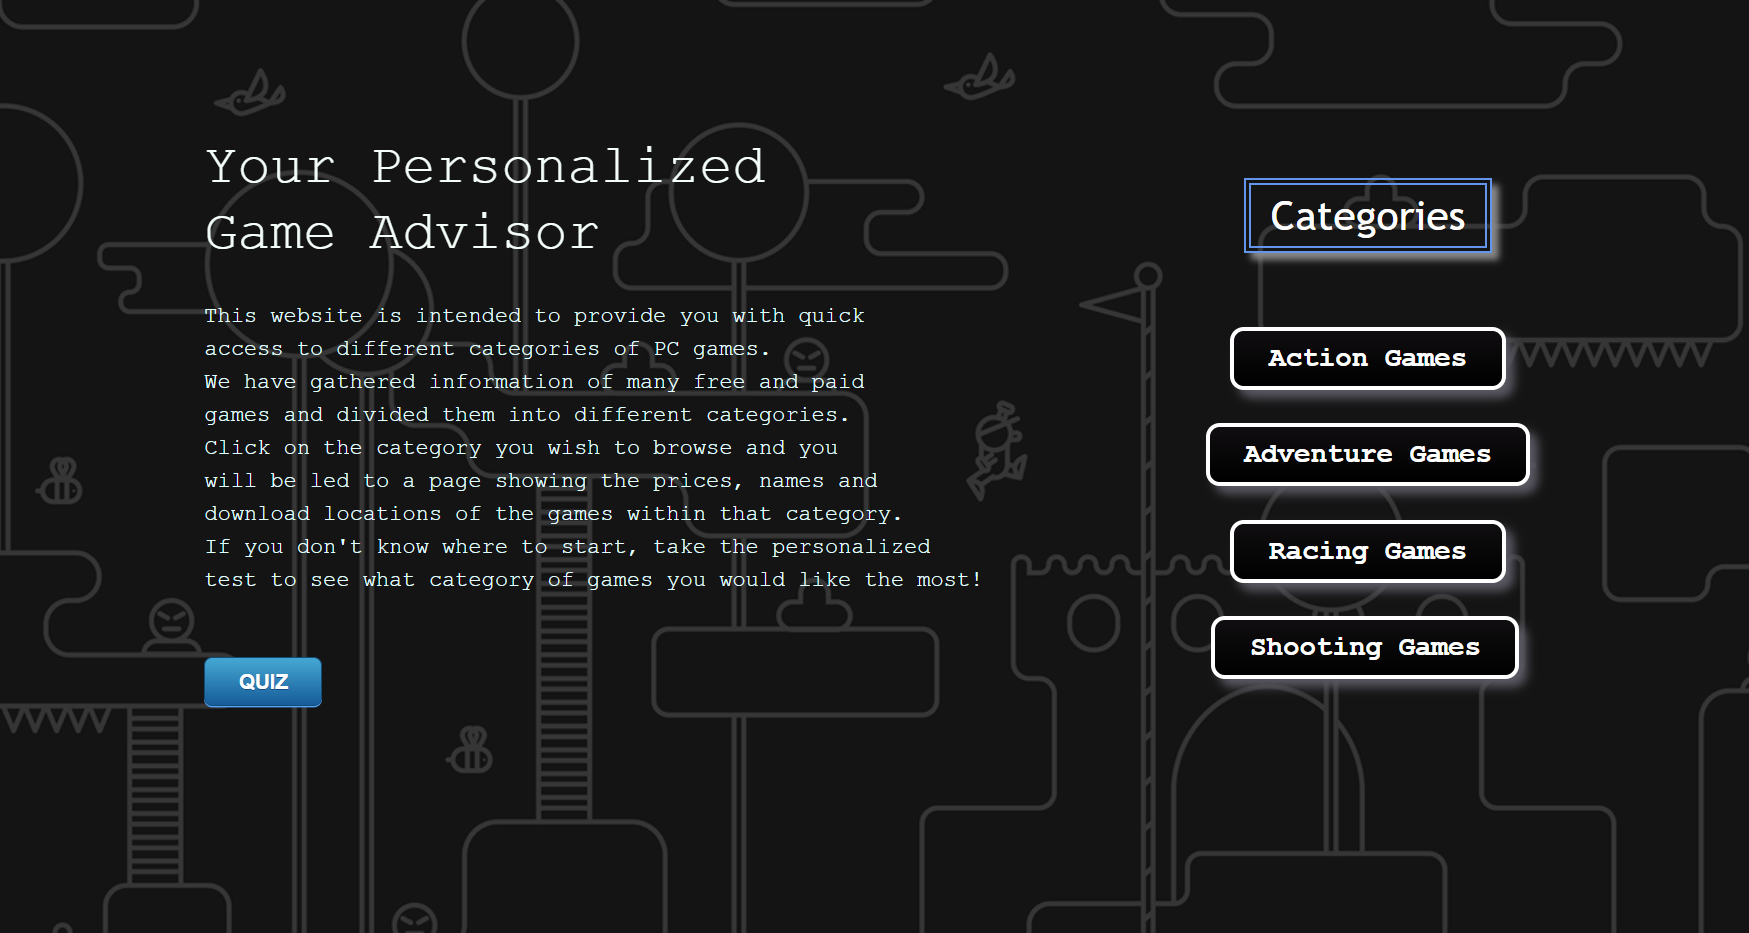 Your Personalized
Game Advisor
This website is intended to provide you with quick
access to different categories of PC games.
We have gathered information of many free and paid
games and divided them into different categories.
Click on the category you wish to browse and you
will be led to a page showing the prices, names and
download locations of the games within that category.
If you don't know where to start, take the personalized
test to see what category of games you would like the most!
QUIZ
Categories
Action Games
Adventure Games
Racing Games
Shooting Games